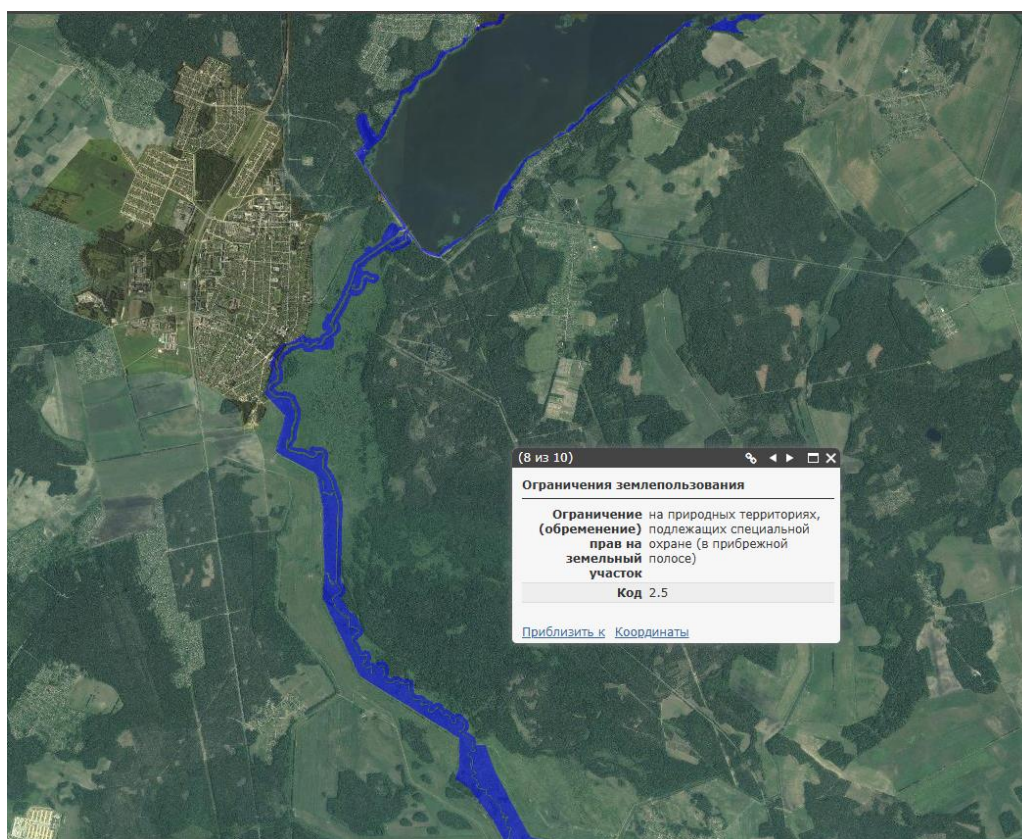 (8 из 10)
Ограничения землепользования
Ограничение на природных территориях,
(обременение) подлежащих специальной
прав на охране (в прибрежной
земельный полосе)
участок
Код 2.5
Приблизить к Координаты